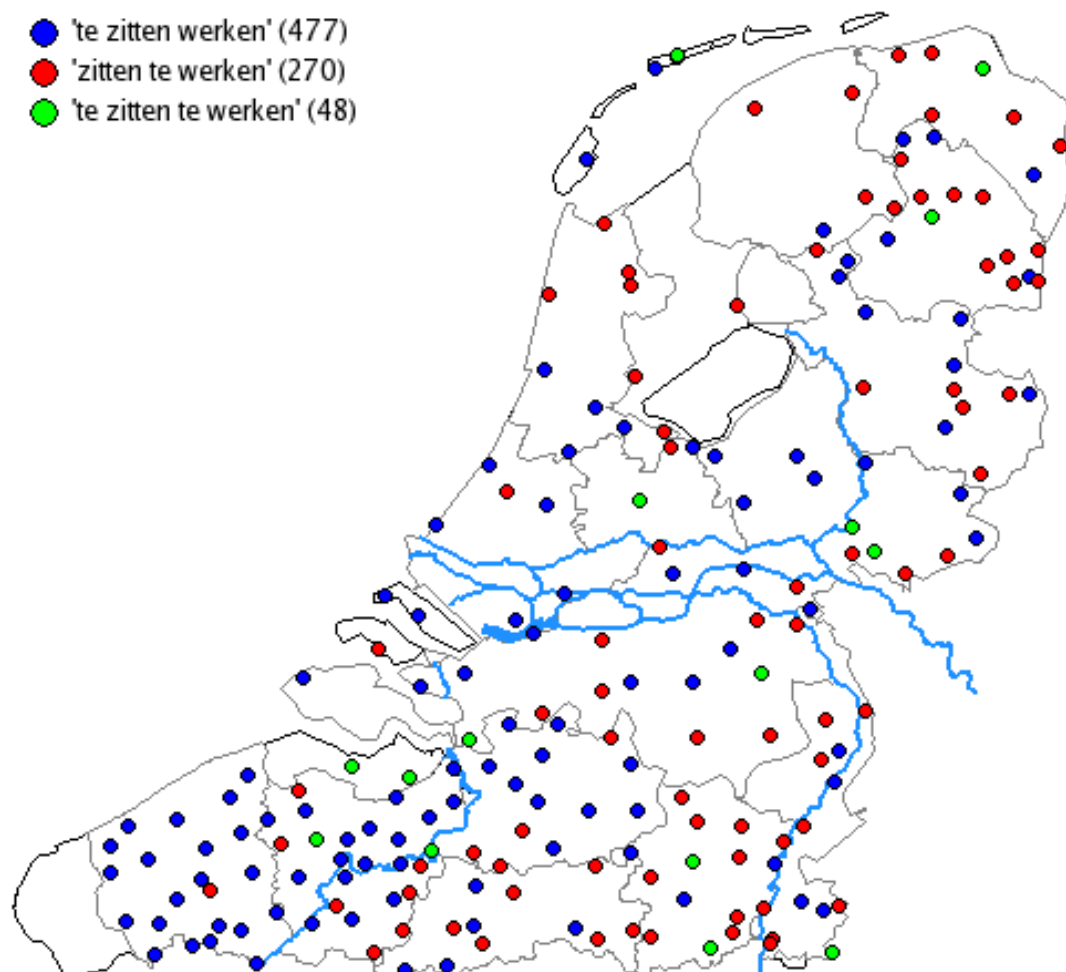 'te zitten werken' (477)
'zitten te werken' (270)
'te zitten te werken' (48)